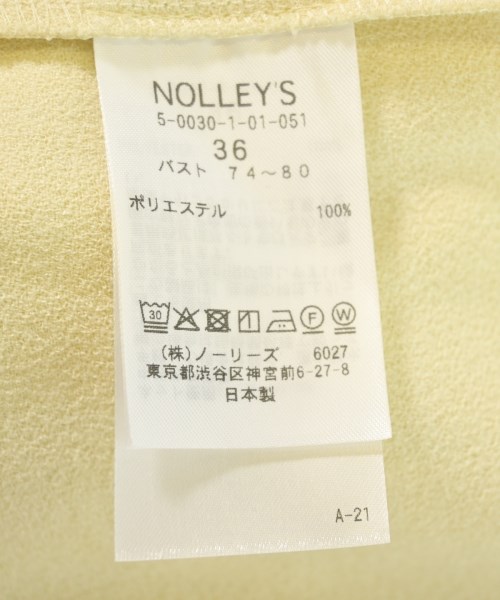 NOLLEY'S
5-0030-1-01-051
36
バスト 74～80
ポリエステル 100%
30 F W
(株)ノーリーズ 6027
東京都渋谷区神宮前6-27-8
日本製
A-21